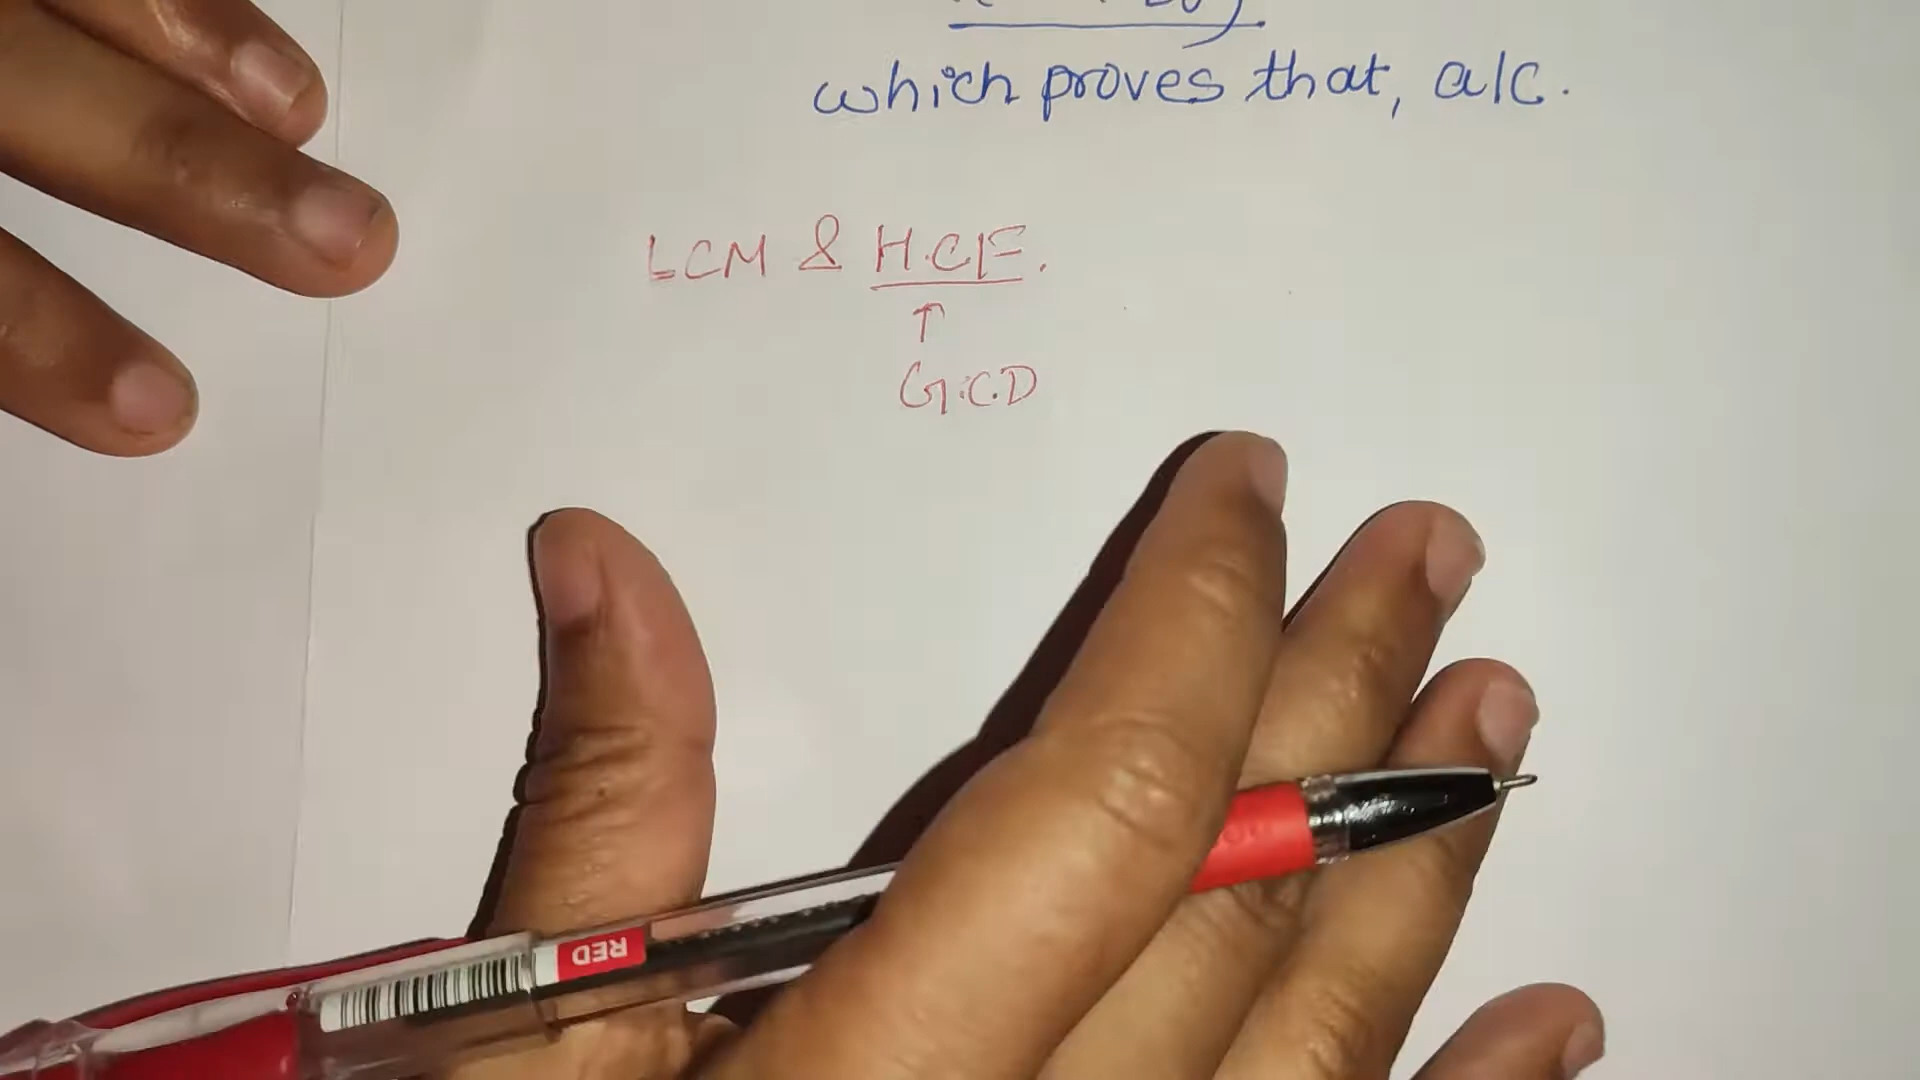 which proves that, a/c.
LCM & H.C.F.
↑
G.C.D
RED